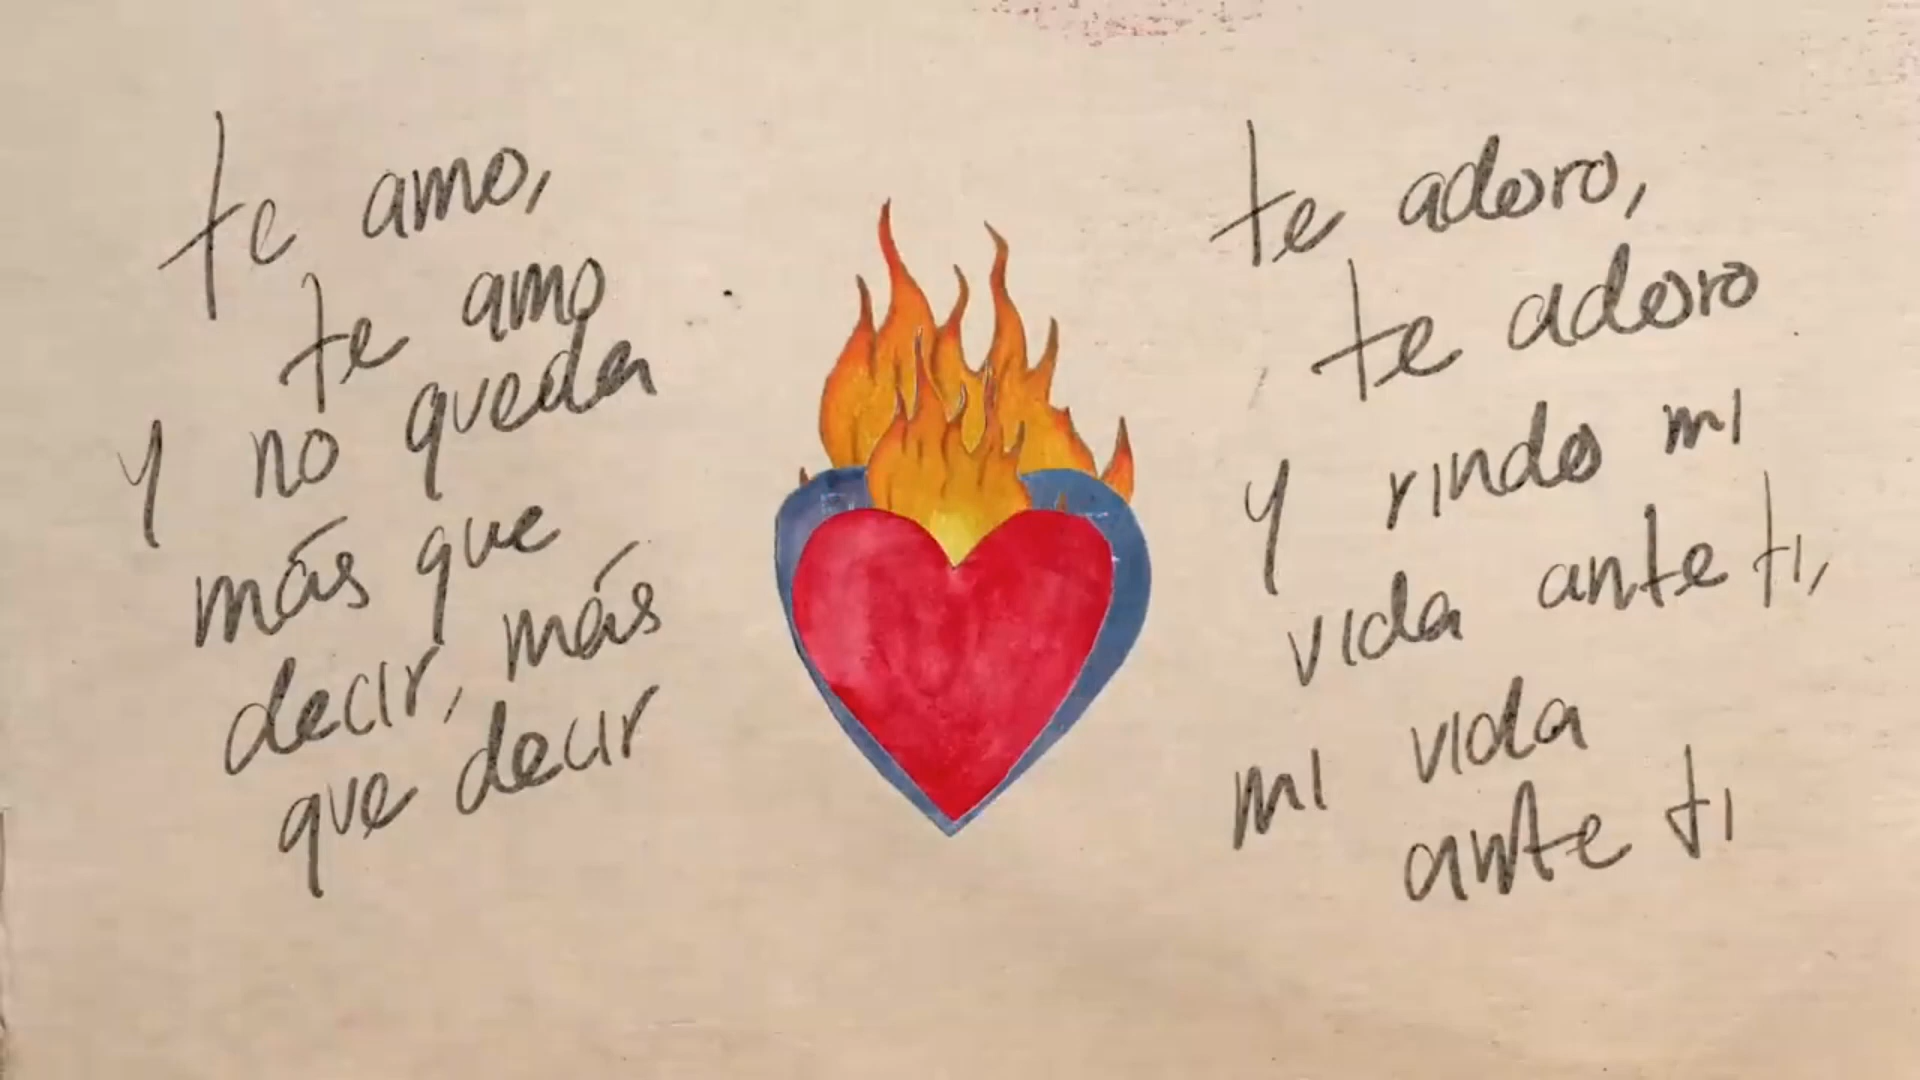 te amo,
te amo
y no queda
más que
decir, más
que decir
te adoro,
te adoro
y rindo mi
vida ante ti,
mi vida
ante ti